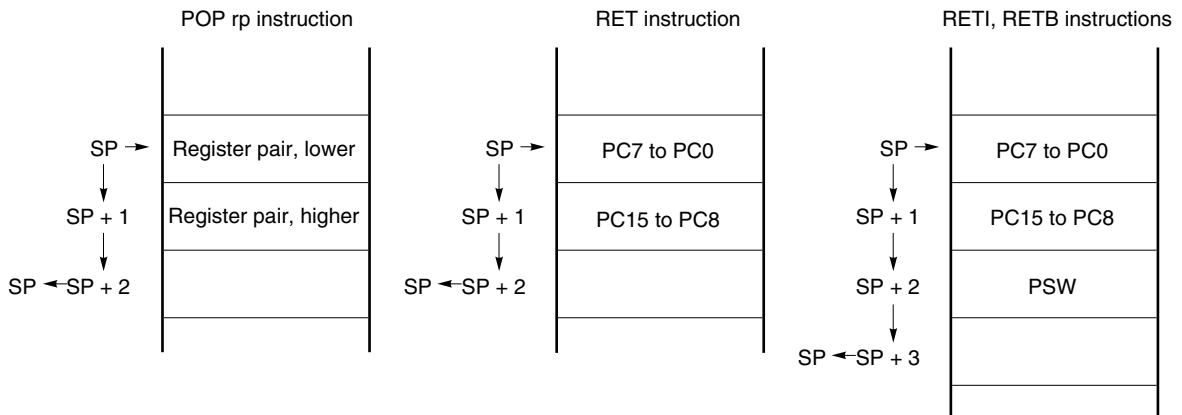 POP rp instruction
SP
Register pair, lower
SP + 1
Register pair, higher
SP SP + 2
RET instruction
SP
PC7 to PC0
SP + 1
PC15 to PC8
SP SP + 2
RETI, RETB instructions
SP
PC7 to PC0
SP + 1
PC15 to PC8
SP + 2
PSW
SP SP + 3